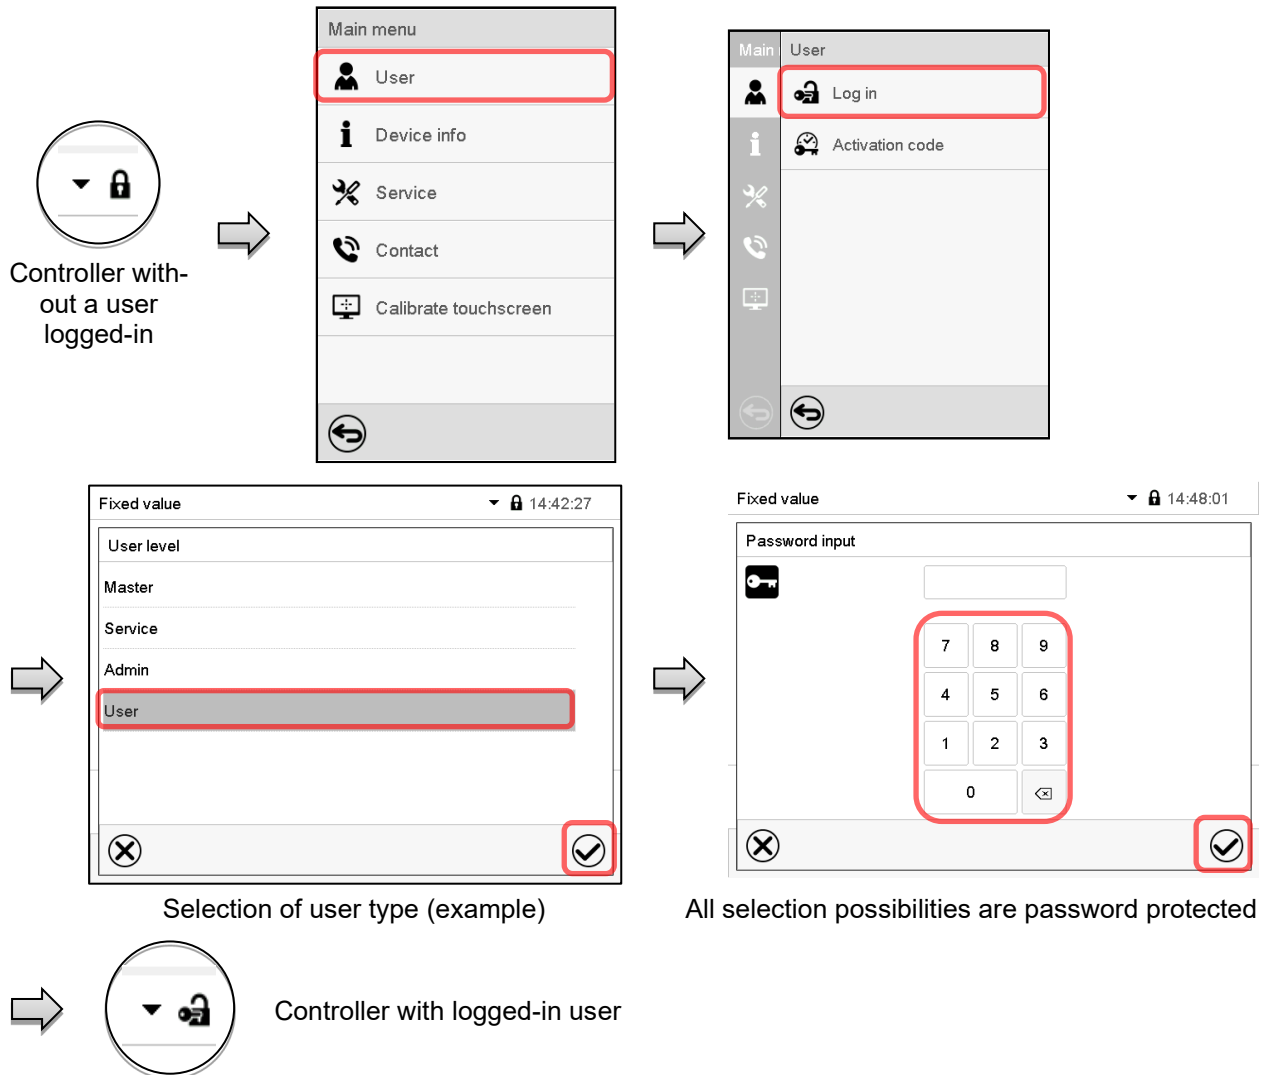 Controller with-
out a user
logged-in
Main menu
User
Device info
Service
Contact
Calibrate touchscreen
Main
User
Log in
Activation code
Fixed value
14:42:27
User level
Master
Service
Admin
User
Selection of user type (example)
Fixed value
14:48:01
Password input
7 8 9
4 5 6
1 2 3
0
All selection possibilities are password protected
Controller with logged-in user